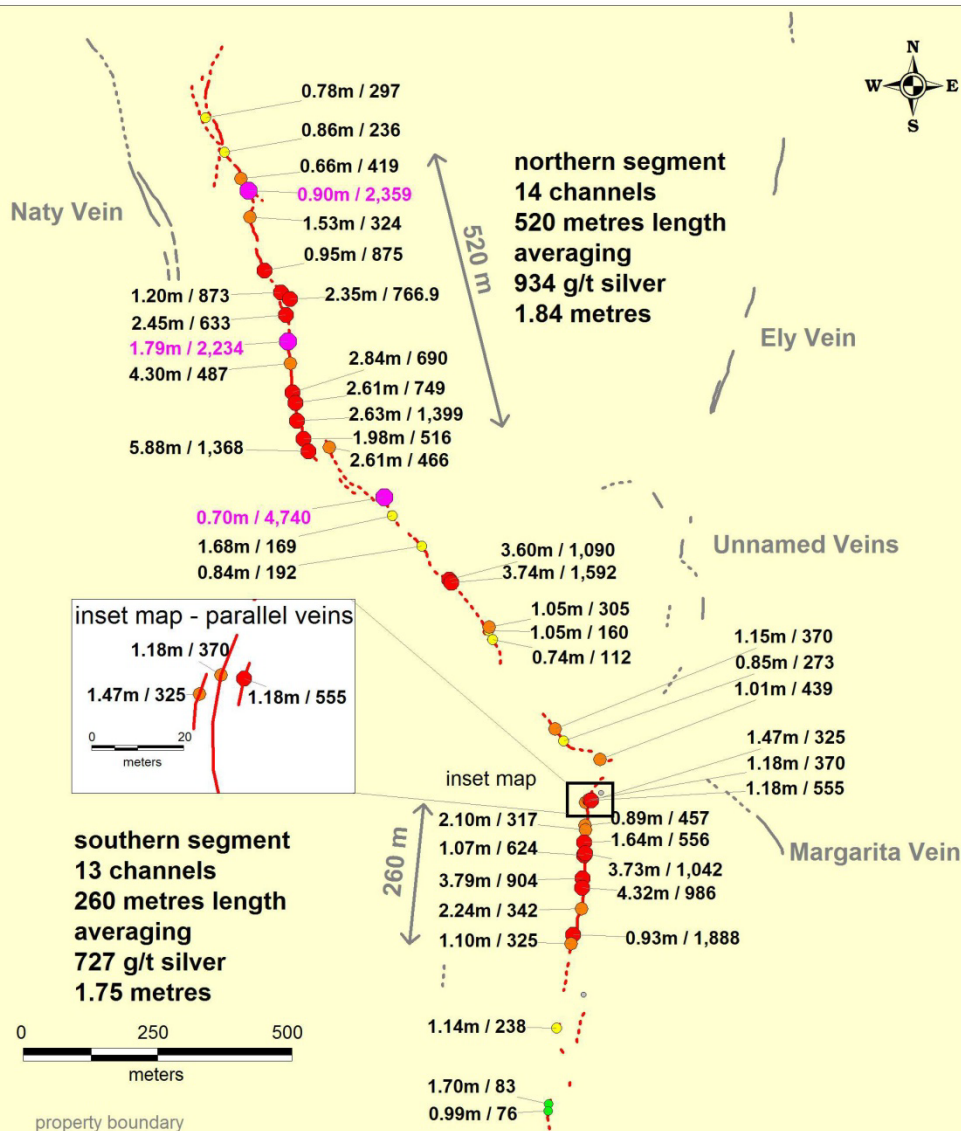 N
W E
S
0.78m / 297
0.86m / 236
0.66m / 419
0.90m / 2,359
1.53m / 324
0.95m / 875
1.20m / 873
2.35m / 766.9
2.45m / 633
1.79m / 2,234
4.30m / 487
2.84m / 690
2.61m / 749
2.63m / 1,399
1.98m / 516
5.88m / 1,368
2.61m / 466
Naty Vein
520 m
northern segment
14 channels
520 metres length
averaging
934 g/t silver
1.84 metres
Ely Vein
0.70m / 4,740
1.68m / 169
0.84m / 192
3.60m / 1,090
3.74m / 1,592
1.05m / 305
1.05m / 160
0.74m / 112
Unnamed Veins
inset map - parallel veins
1.18m / 370
1.47m / 325
1.18m / 555
0 20
meters
1.15m / 370
0.85m / 273
1.01m / 439
1.47m / 325
1.18m / 370
1.18m / 555
inset map
Margarita Vein
2.10m / 317
0.89m / 457
1.07m / 624
1.64m / 556
3.73m / 1,042
3.79m / 904
4.32m / 986
2.24m / 342
1.10m / 325
0.93m / 1,888
260 m
southern segment
13 channels
260 metres length
averaging
727 g/t silver
1.75 metres
0 250 500
meters
1.14m / 238
1.70m / 83
0.99m / 76
property boundary